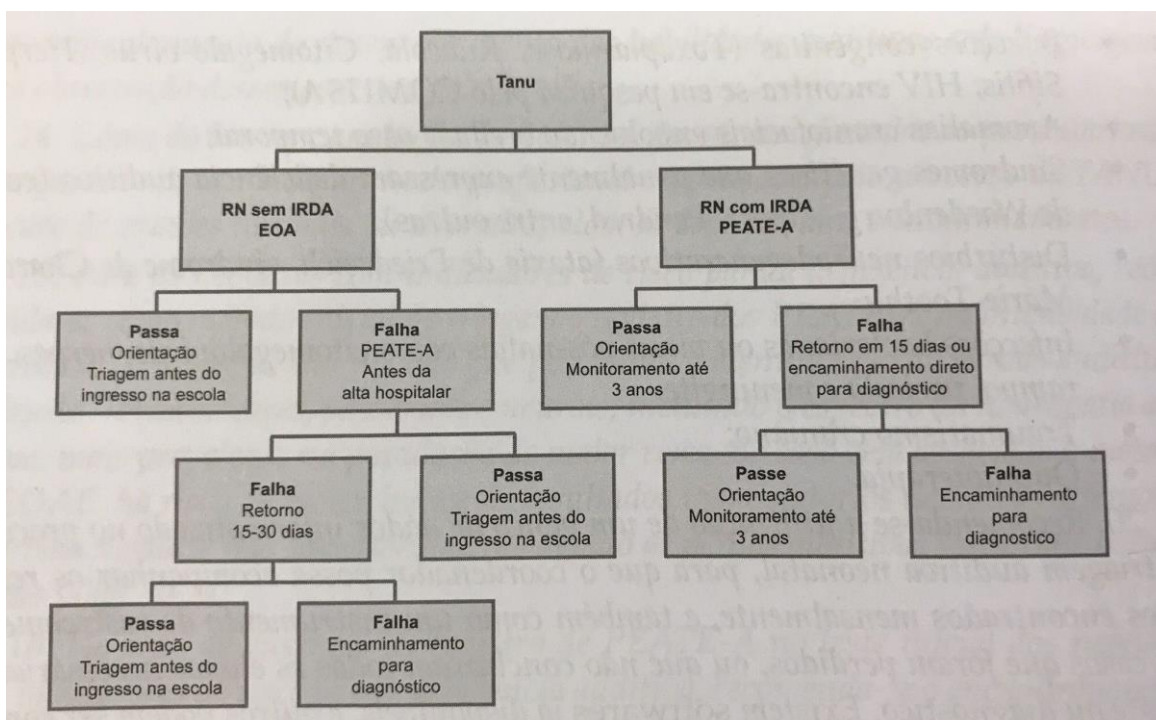 Tanu
RN sem IRDA
EOA
RN com IRDA
PEATE-A
Passa
Orientação
Triagem antes do
ingresso na escola
Falha
PEATE-A
Antes da
alta hospitalar
Passa
Orientação
Monitoramento até
3 anos
Falha
Retorno em 15 dias ou
encaminhamento direto
para diagnóstico
Falha
Retorno
15-30 dias
Passa
Orientação
Triagem antes do
ingresso na escola
Passe
Orientação
Monitoramento até
3 anos
Falha
Encaminhamento
para
diagnostico
Passa
Orientação
Triagem antes do
ingresso na escola
Falha
Encaminhamento
para
diagnóstico